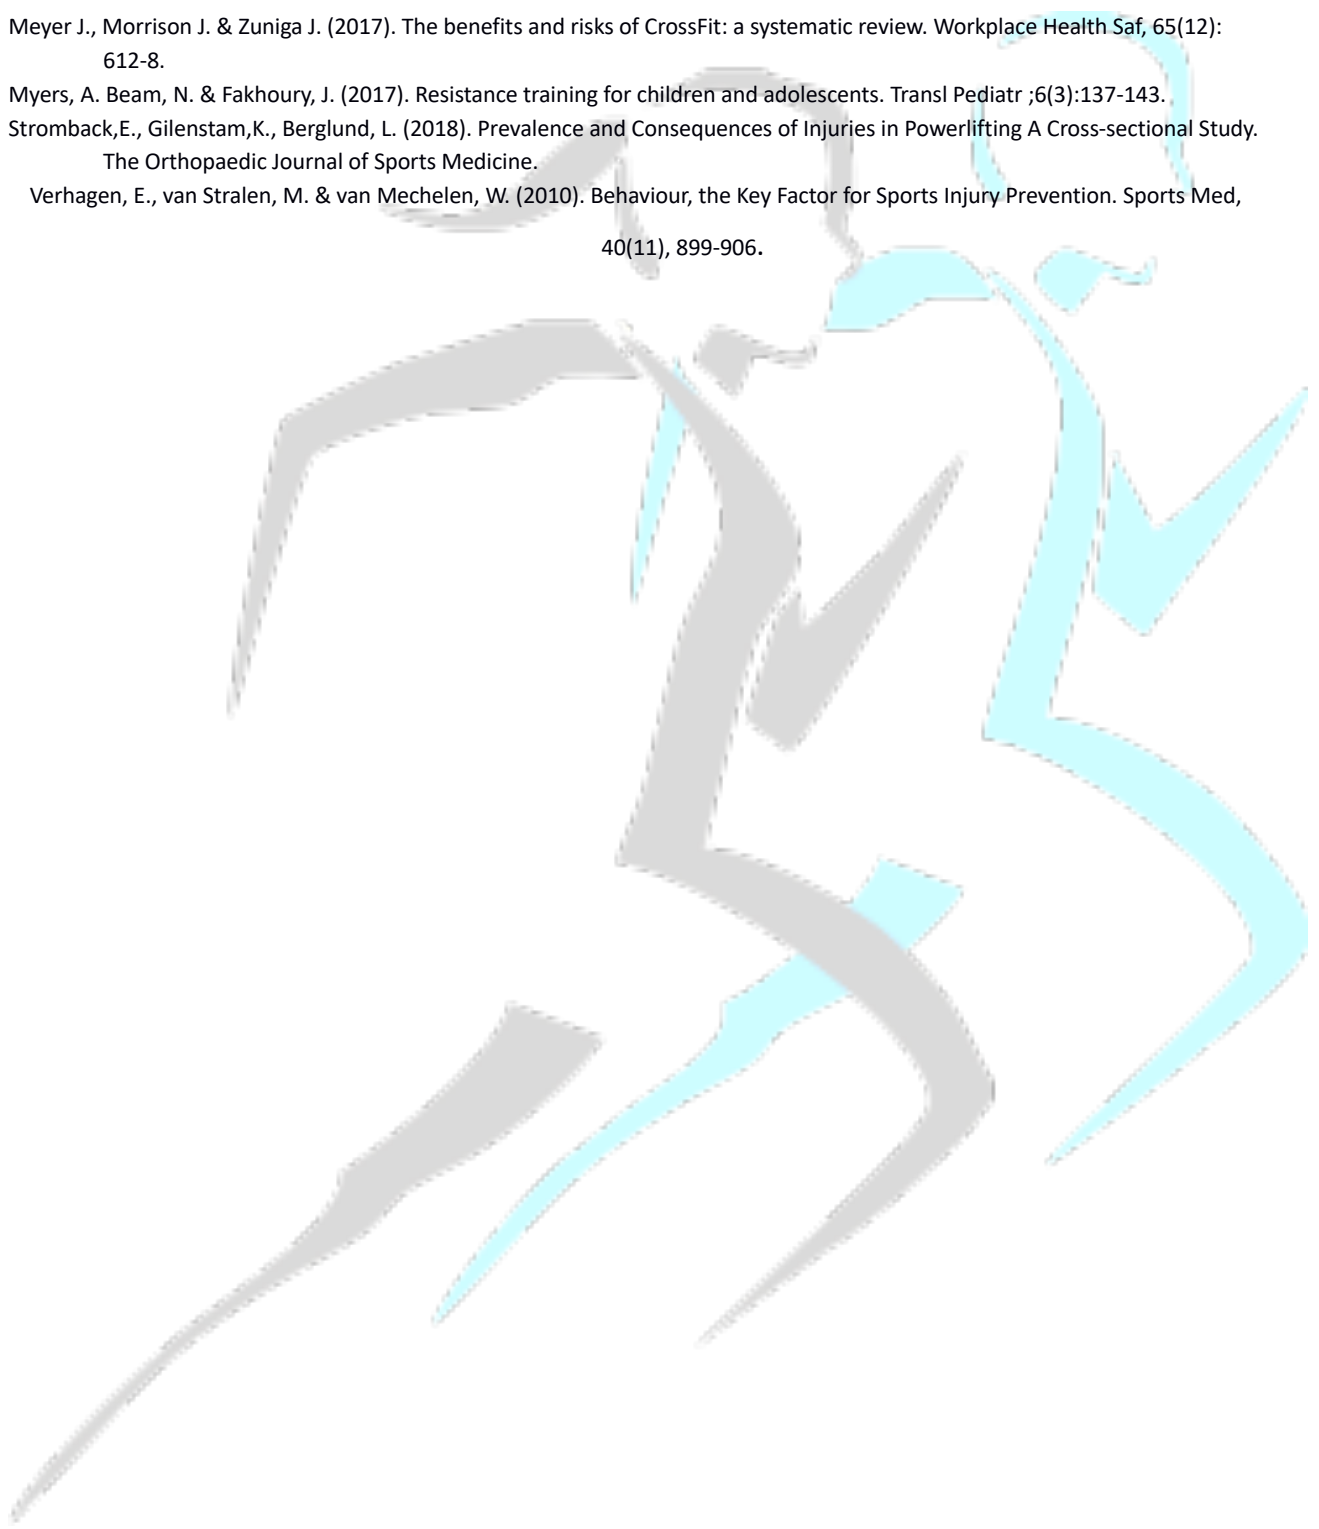 Meyer J., Morrison J. & Zuniga J. (2017). The benefits and risks of CrossFit: a systematic review. Workplace Health Saf, 65(12):
612-8.
Myers, A. Beam, N. & Fakhoury, J. (2017). Resistance training for children and adolescents. Transl Pediatr ;6(3):137-143.
Stromback,E., Gilenstam,K., Berglund, L. (2018). Prevalence and Consequences of Injuries in Powerlifting A Cross-sectional Study.
The Orthopaedic Journal of Sports Medicine.
Verhagen, E., van Stralen, M. & van Mechelen, W. (2010). Behaviour, the Key Factor for Sports Injury Prevention. Sports Med,
40(11), 899-906.